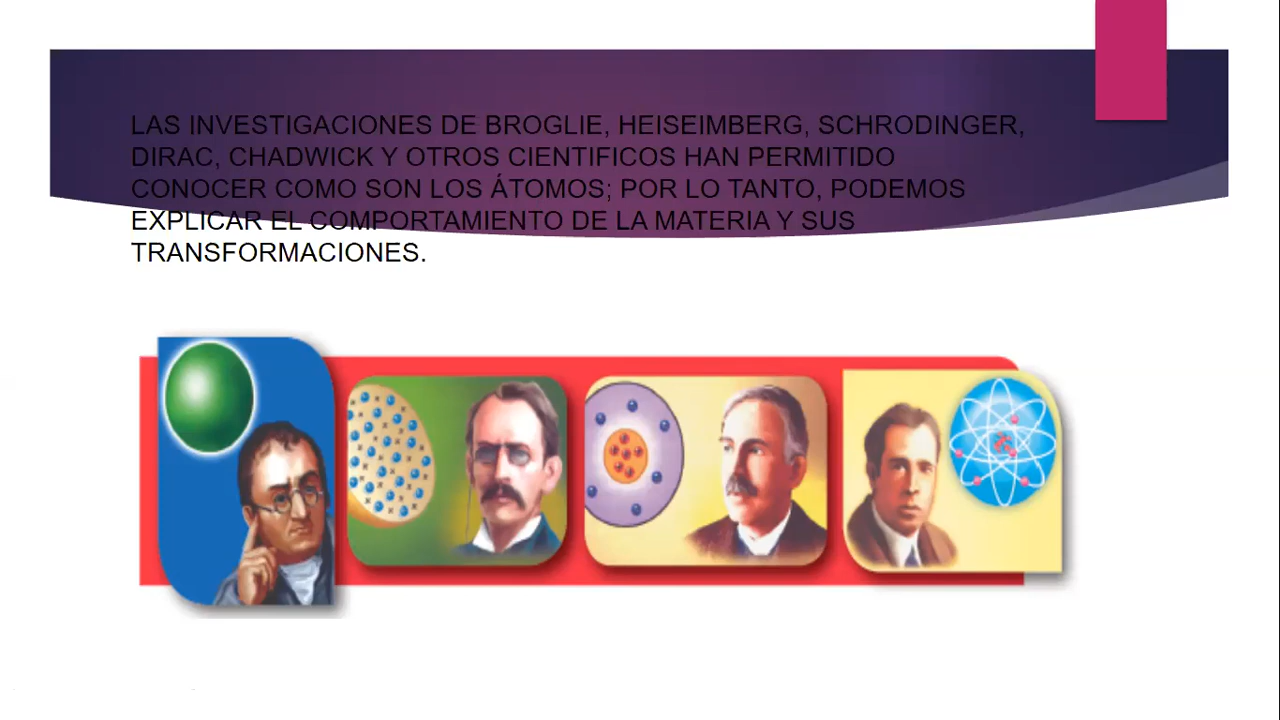 LAS INVESTIGACIONES DE BROGLIE, HEISEIMBERG, SCHRODINGER,
DIRAC, CHADWICK Y OTROS CIENTIFICOS HAN PERMITIDO
CONOCER COMO SON LOS ÁTOMOS; POR LO TANTO, PODEMOS
EXPLICAR EL COMPORTAMIENTO DE LA MATERIA Y SUS
TRANSFORMACIONES.